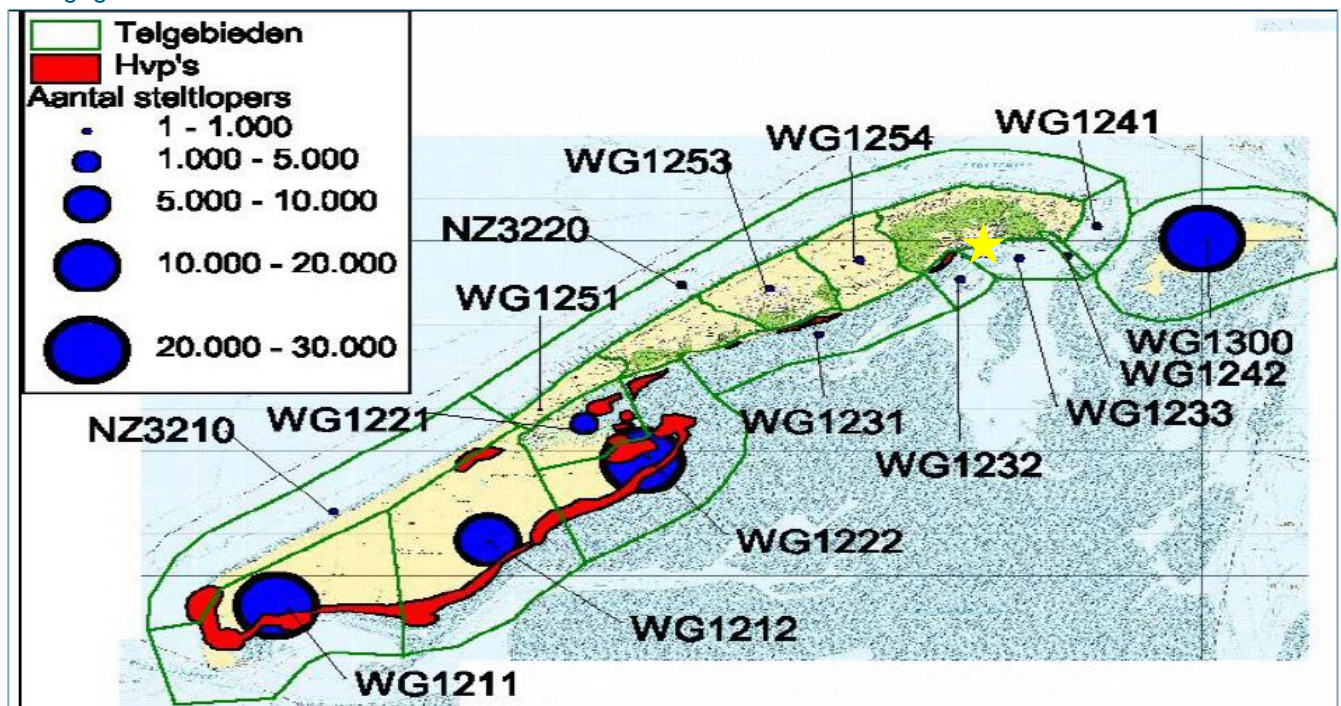 Telgebieden
Hvp's
Aantal steltlopers
1 - 1.000
1.000 - 5.000
5.000 - 10.000
10.000 - 20.000
20.000 - 30.000
WG1241
WG1254
WG1253
NZ3220
WG1251
WG1300
WG1242
WG1221
WG1233
NZ3210
WG1231
WG1232
WG1222
WG1212
WG1211